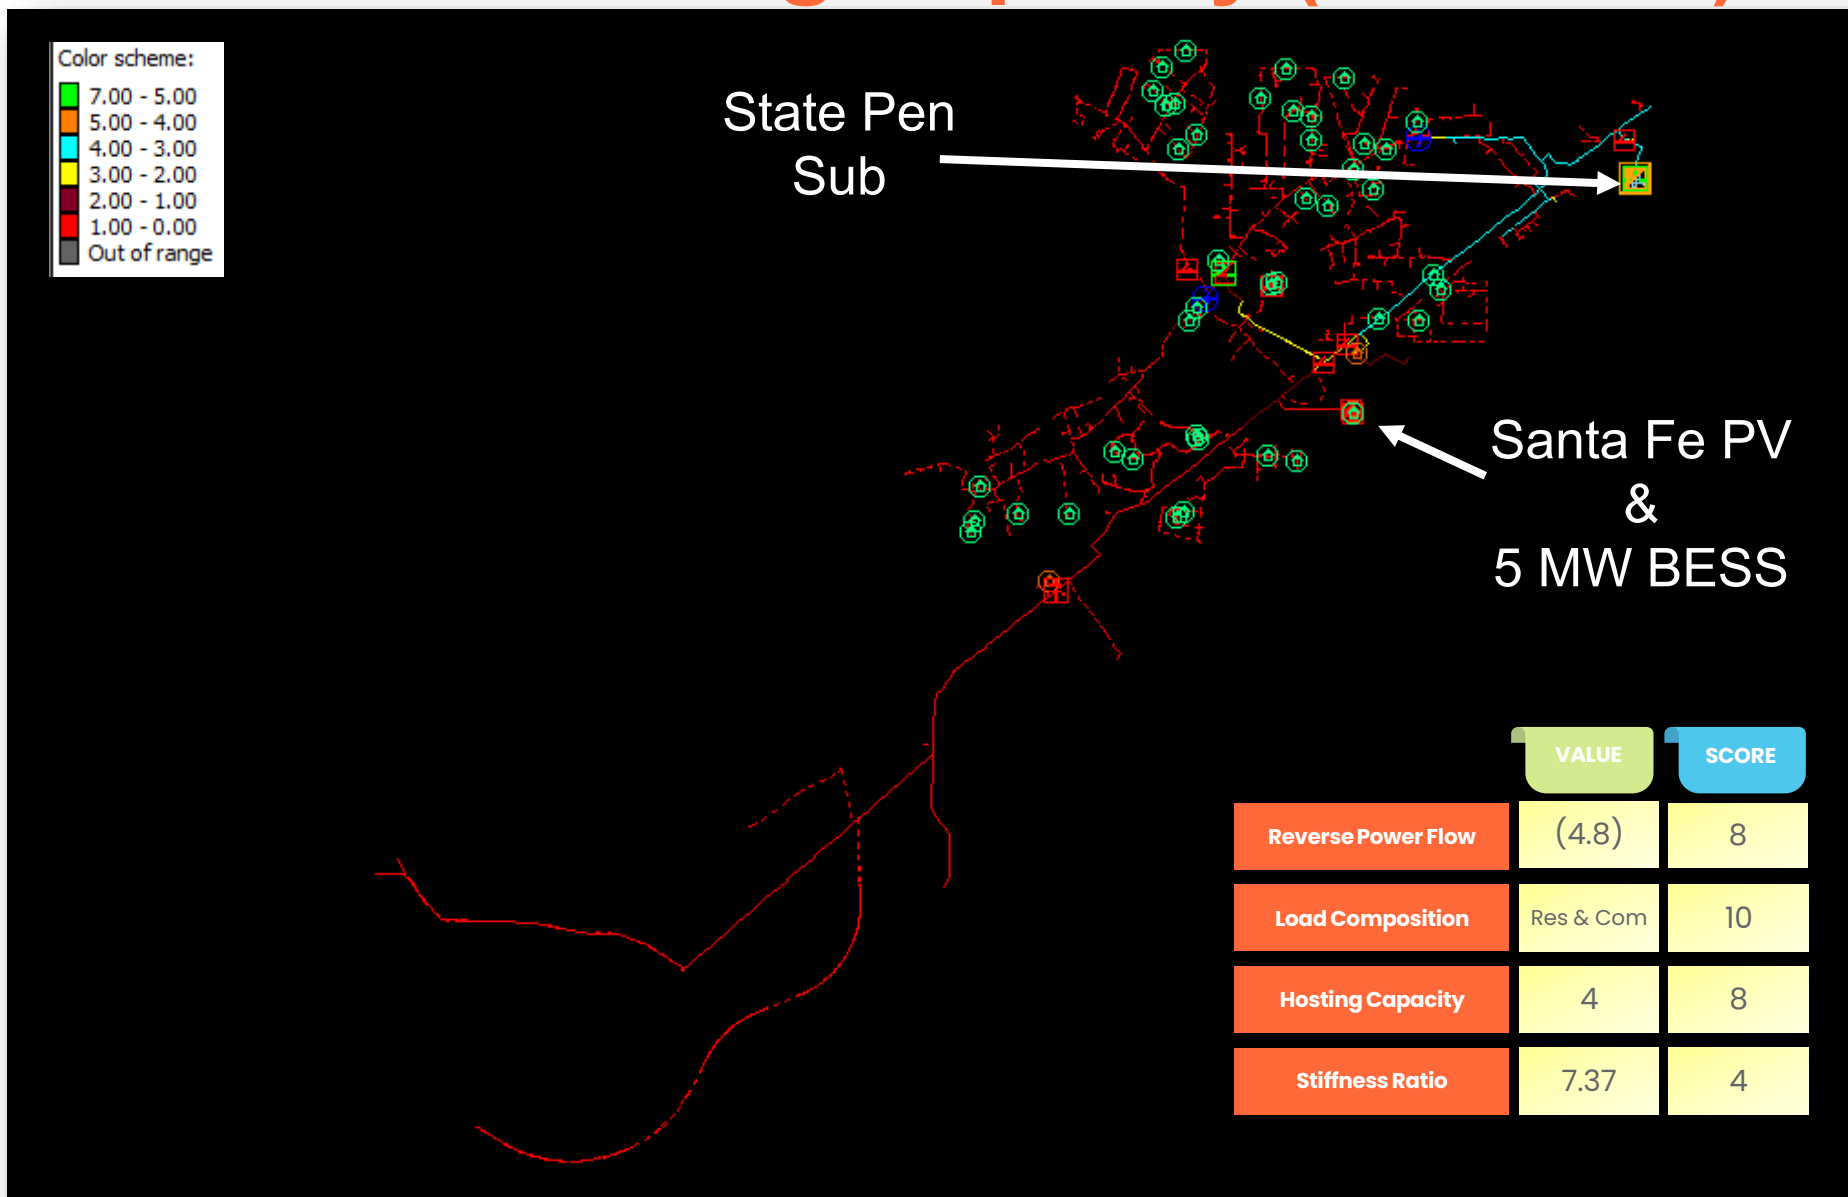 Color scheme:
7.00 - 5.00
5.00 - 4.00
4.00 - 3.00
3.00 - 2.00
2.00 - 1.00
1.00 - 0.00
Out of range
State Pen
Sub
Santa Fe PV
&
5 MW BESS
VALUE SCORE
Reverse Power Flow (4.8) 8
Load Composition Res & Com 10
Hosting Capacity 4 8
Stiffness Ratio 7.37 4